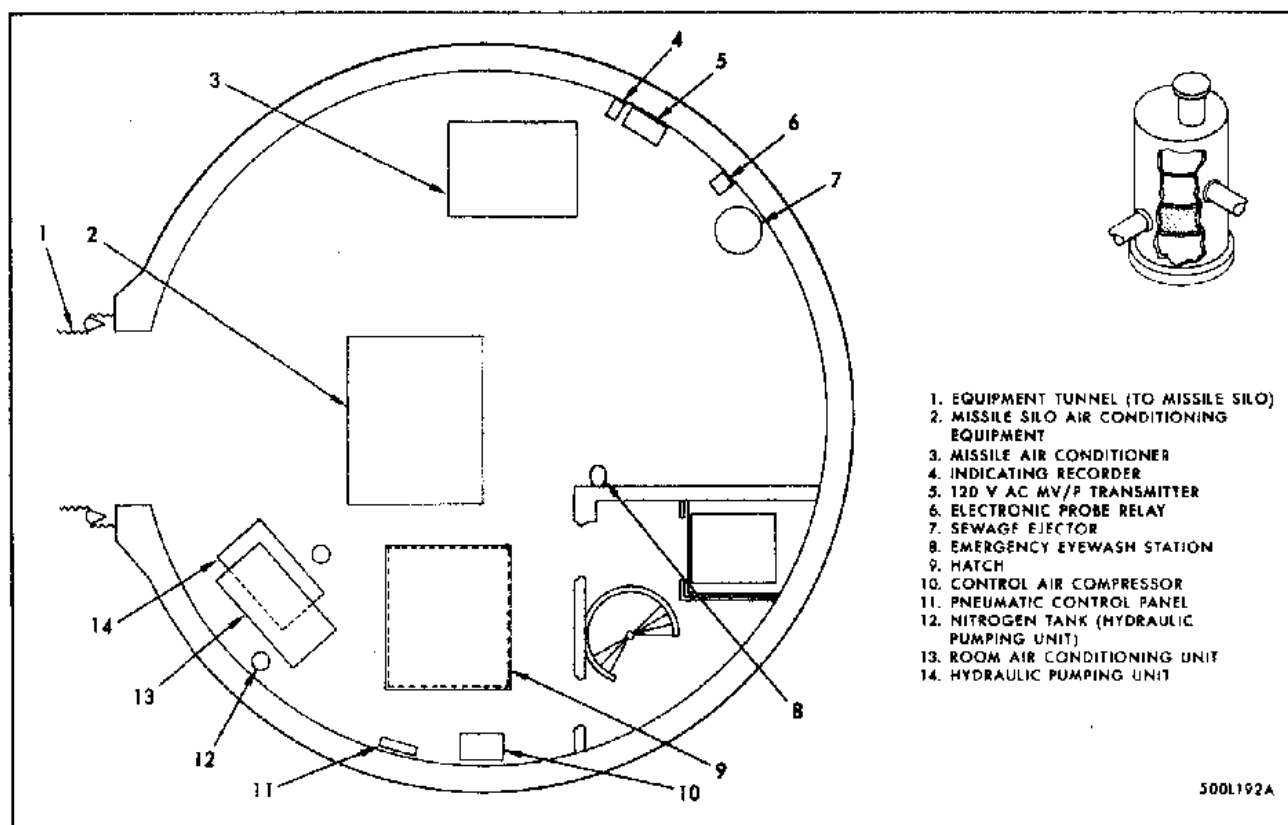 4
3
5
6
7
1
2
1. EQUIPMENT TUNNEL (TO MISSILE SILO)
2. MISSILE SILO AIR CONDITIONING
EQUIPMENT
3. MISSILE AIR CONDITIONER
4. INDICATING RECORDER
5. 120 V AC MV/P TRANSMITTER
6. ELECTRONIC PROBE RELAY
7. SEWAGE EJECTOR
8. EMERGENCY EYEWASH STATION
9. HATCH
10. CONTROL AIR COMPRESSOR
11. PNEUMATIC CONTROL PANEL
12. NITROGEN TANK (HYDRAULIC
PUMPING UNIT)
13. ROOM AIR CONDITIONING UNIT
14. HYDRAULIC PUMPING UNIT
14
13
8
12
11
10
9
500L192A